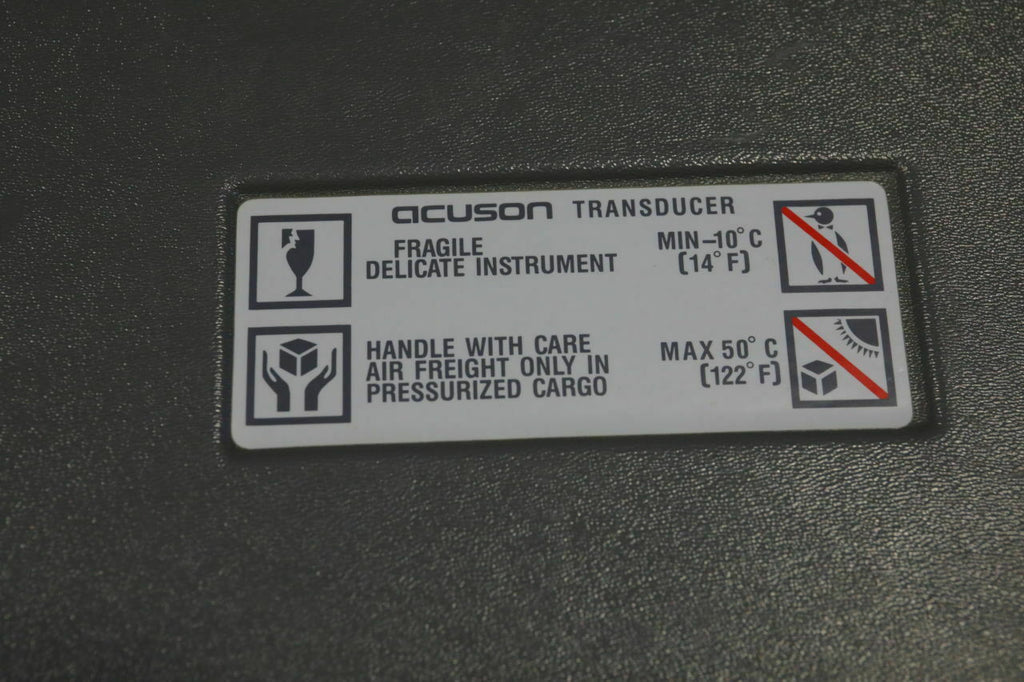 acuson TRANSDUCER
FRAGILE
DELICATE INSTRUMENT
MIN -10° C
(14° F)
HANDLE WITH CARE
AIR FREIGHT ONLY IN
PRESSURIZED CARGO
MAX 50° C
(122° F)